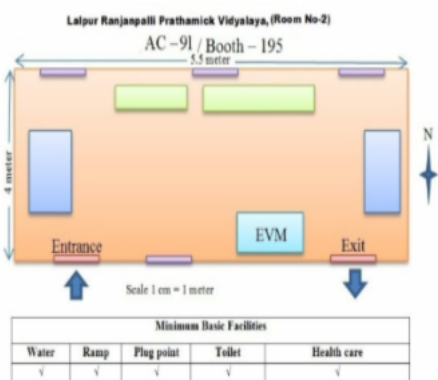 Lalpur Ranjanpalli Prathamick Vidyalaya, (Room No-2)
AC -91 / Booth - 195
5.5 meter
4 meter
N
EVM
Entrance
Exit
Scale 1 cm = 1 meter
Minimum Basic Facilities
Water Ramp Plug point Toilet Health care
√ √ √ √ √